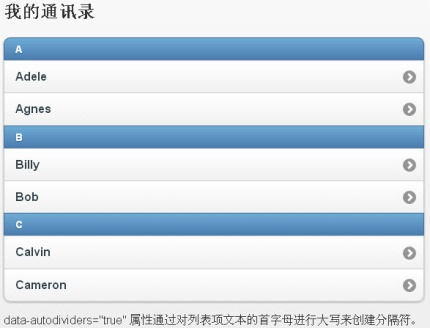 我的通讯录
A
Adele
Agnes
B
Billy
Bob
C
Calvin
Cameron
data-autodividers="true" 属性通过对列表项文本的首字母进行大写来创建分隔符。